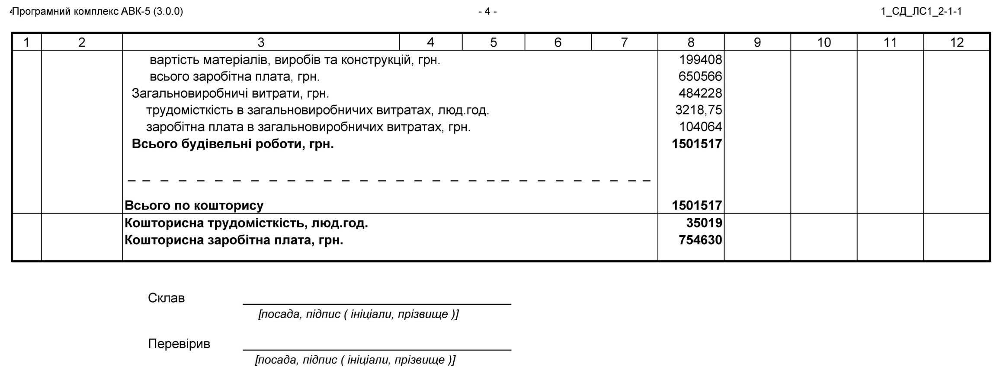 Програмний комплекс АВК-5 (3.0.0) - 4 - 1_СД_ЛС1_2-1-1
1 2 3 4 5 6 7 8 9 10 11 12
вартість матеріалів, виробів та конструкцій, грн. 199408
всього заробітна плата, грн. 650566
Загальновиробничі витрати, грн. 484228
трудомісткість в загальновиробничих витратах, люд.год. 3218,75
заробітна плата в загальновиробничих витратах, грн. 104064
Всього будівельні роботи, грн. 1501517
Всього по кошторису 1501517
Кошторисна трудомісткість, люд.год. 35019
Кошторисна заробітна плата, грн. 754630
Склав
[посада, підпис ( ініціали, прізвище )]
Перевірив
[посада, підпис ( ініціали, прізвище )]